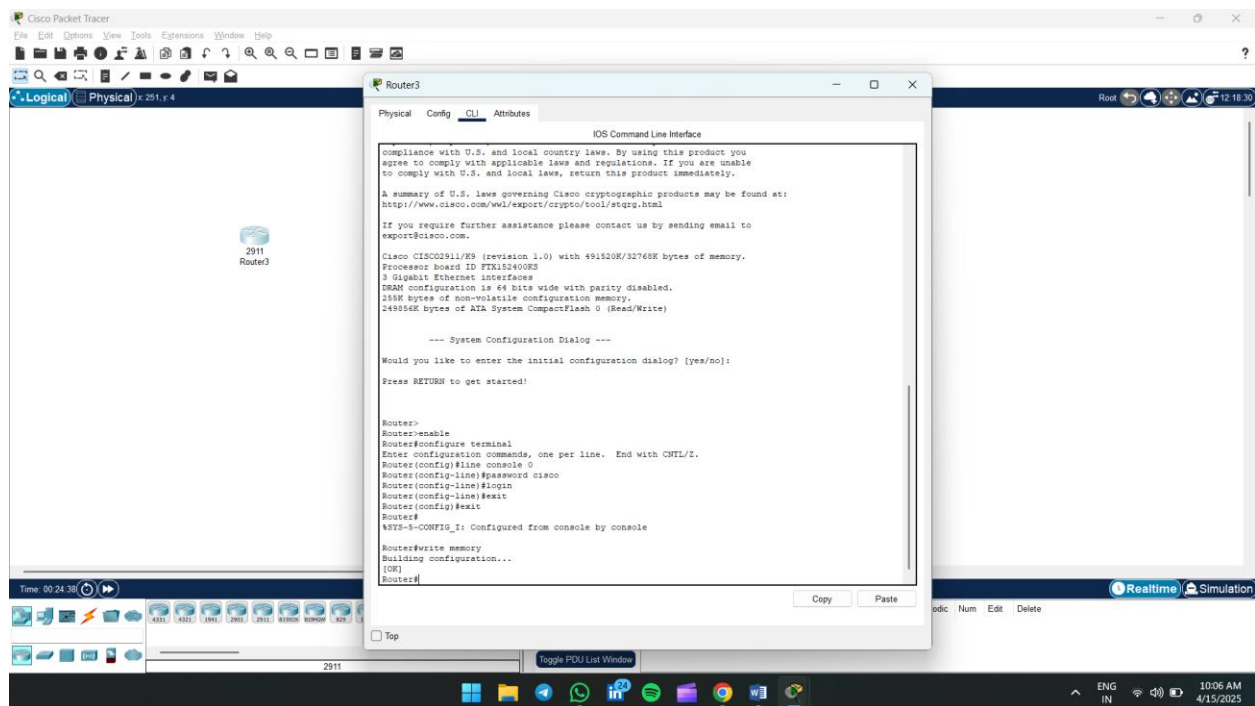 Cisco Packet Tracer
File Edit Options View Tools Extensions Window Help
?
Logical Physical x: 251, y: 4
Root 12:18:30
2911
Router3
Router3
Physical Config CLI Attributes
IOS Command Line Interface
compliance with U.S. and local country laws. By using this product you
agree to comply with applicable laws and regulations. If you are unable
to comply with U.S. and local laws, return this product immediately.
A summary of U.S. laws governing Cisco cryptographic products may be found at:
http://www.cisco.com/wwl/export/crypto/tool/stqrg.html
If you require further assistance please contact us by sending email to
export@cisco.com.
Cisco CISCO2911/K9 (revision 1.0) with 491520K/32768K bytes of memory.
Processor board ID FTX152400KS
3 Gigabit Ethernet interfaces
DRAM configuration is 64 bits wide with parity disabled.
255K bytes of non-volatile configuration memory.
249856K bytes of ATA System CompactFlash 0 (Read/Write)
--- System Configuration Dialog ---
Would you like to enter the initial configuration dialog? [yes/no]:
Press RETURN to get started!
Router>
Router>enable
Router#configure terminal
Enter configuration commands, one per line. End with CNTL/Z.
Router(config)#line console 0
Router(config-line)#password cisco
Router(config-line)#login
Router(config-line)#exit
Router(config)#exit
Router#
%SYS-5-CONFIG_I: Configured from console by console
Router#write memory
Building configuration...
[OK]
Router#
Copy Paste
Top
Time: 00:24:38
Realtime Simulation
4331 4321 1941 2901 2911 819HGW 829
odic Num Edit Delete
2911
Toggle PDU List Window
24
ENG
IN
10:06 AM
4/15/2025